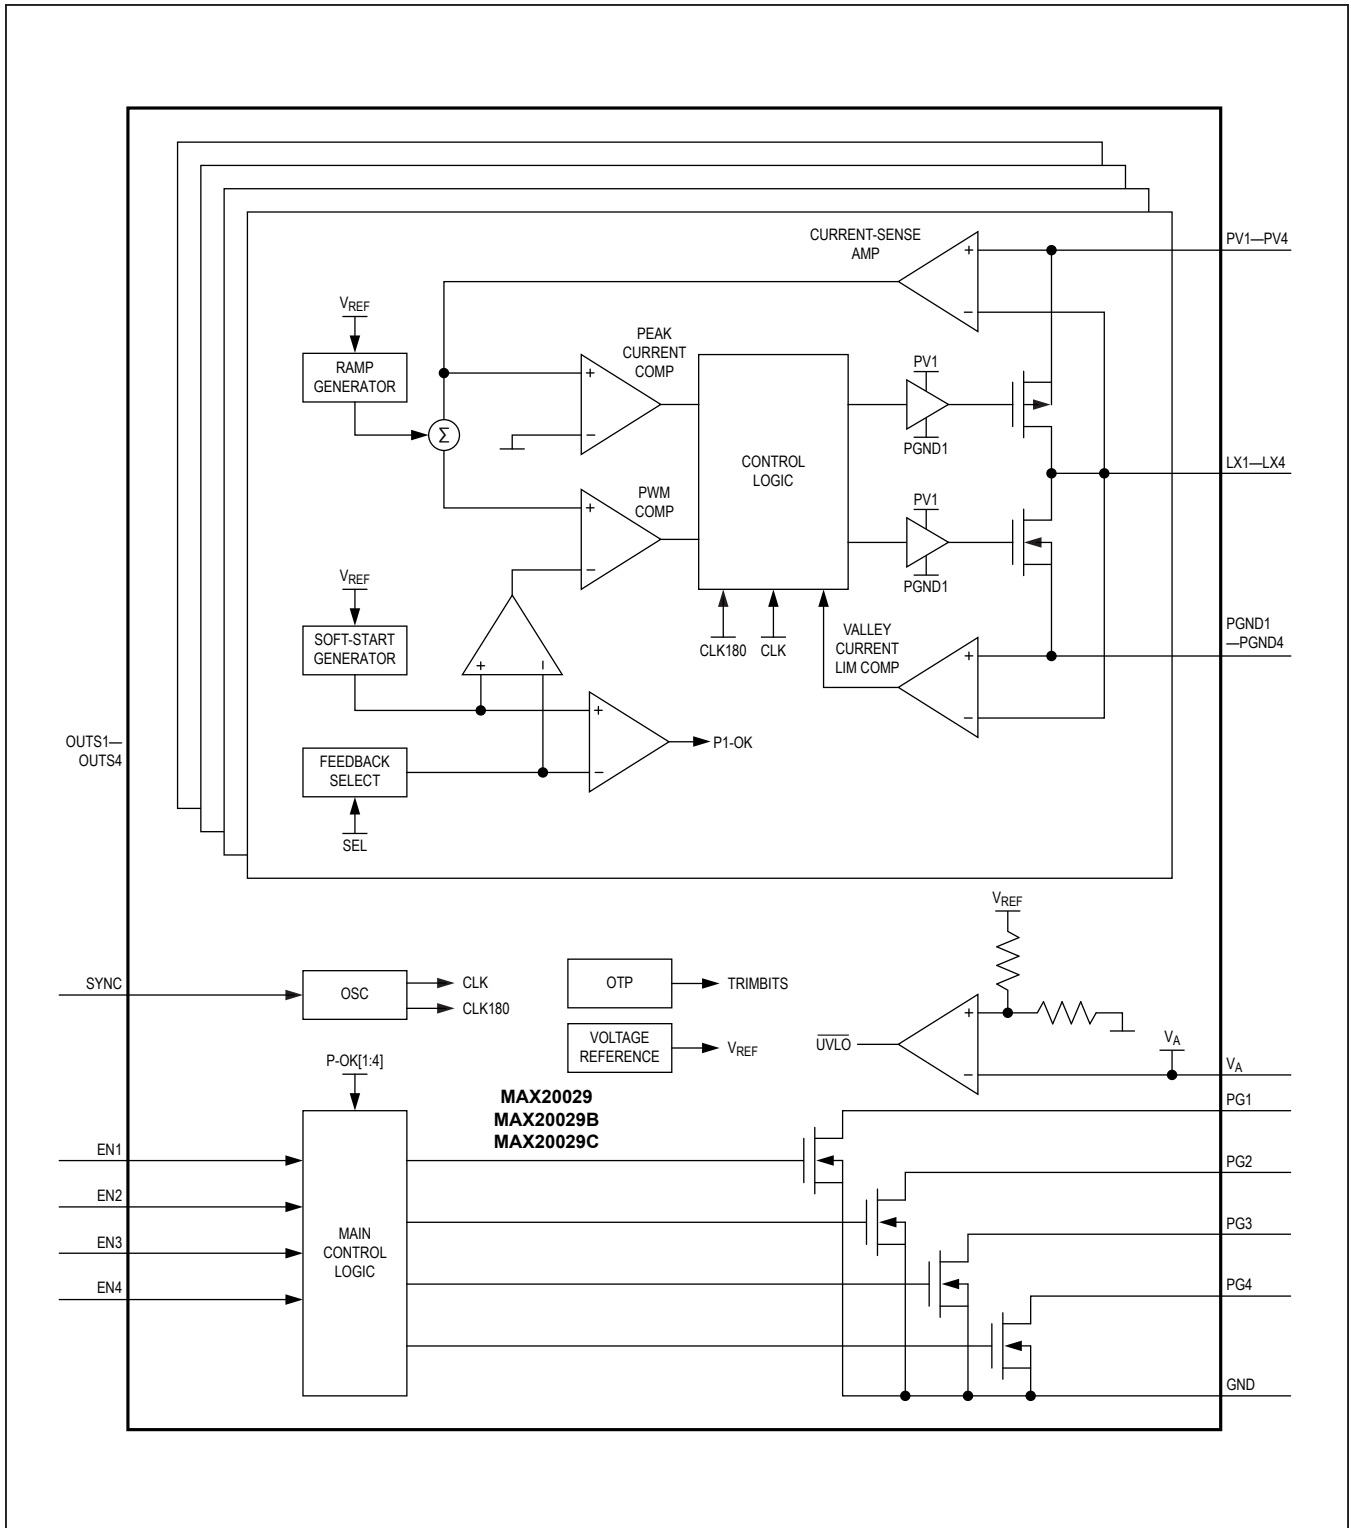 CURRENT-SENSE
AMP
+
−
PV1—PV4
VREF
RAMP
GENERATOR
Σ
PEAK
CURRENT
COMP
+
−
CONTROL
LOGIC
PV1
PGND1
LX1—LX4
PWM
COMP
+
−
PV1
PGND1
VREF
SOFT-START
GENERATOR
+
−
CLK180
CLK
VALLEY
CURRENT
LIM COMP
+
−
PGND1
—PGND4
OUTS1—
OUTS4
FEEDBACK
SELECT
SEL
+
−
P1-OK
SYNC
OSC
CLK
CLK180
OTP
TRIMBITS
VOLTAGE
REFERENCE
VREF
VREF
UVLO
+
−
VA
VA
P-OK[1:4]
MAX20029
MAX20029B
MAX20029C
EN1
EN2
EN3
EN4
MAIN
CONTROL
LOGIC
PG1
PG2
PG3
PG4
GND